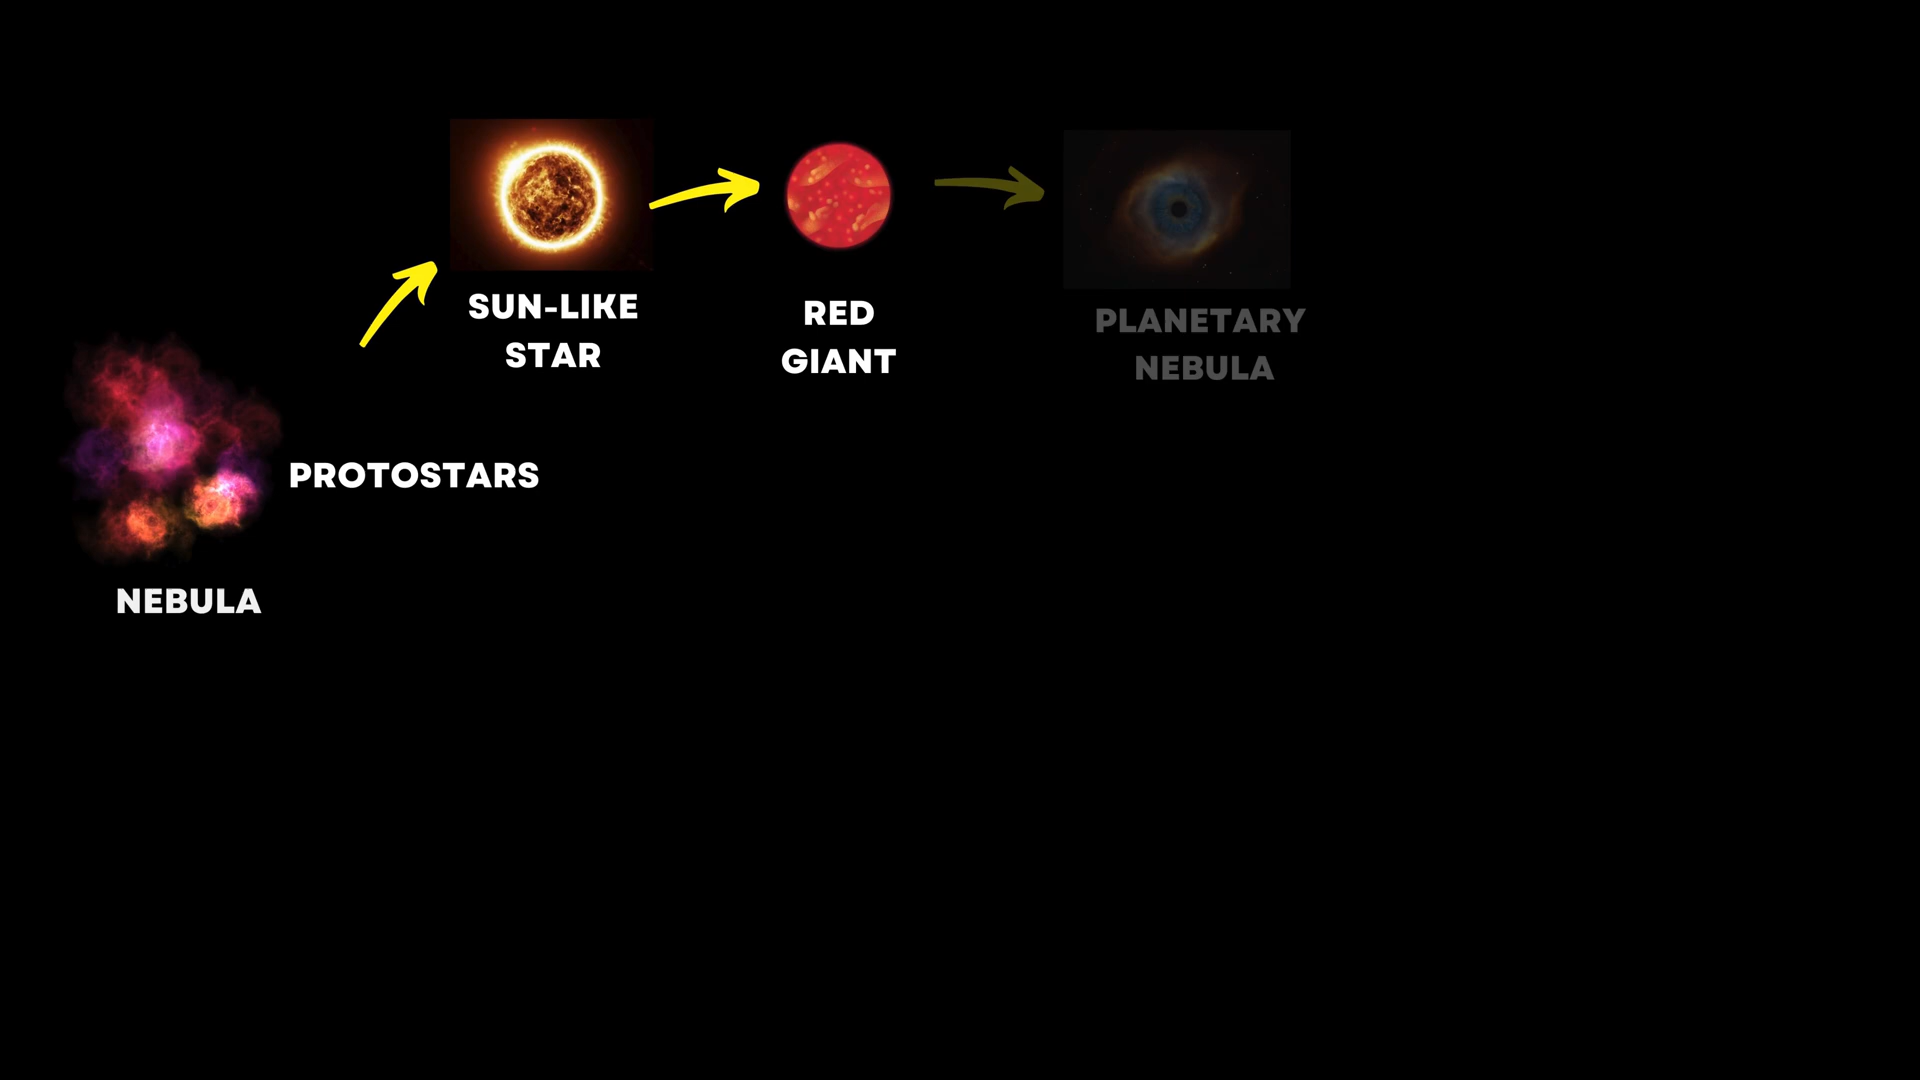 SUN-LIKE
STAR
RED
GIANT
PLANETARY
NEBULA
PROTOSTARS
NEBULA